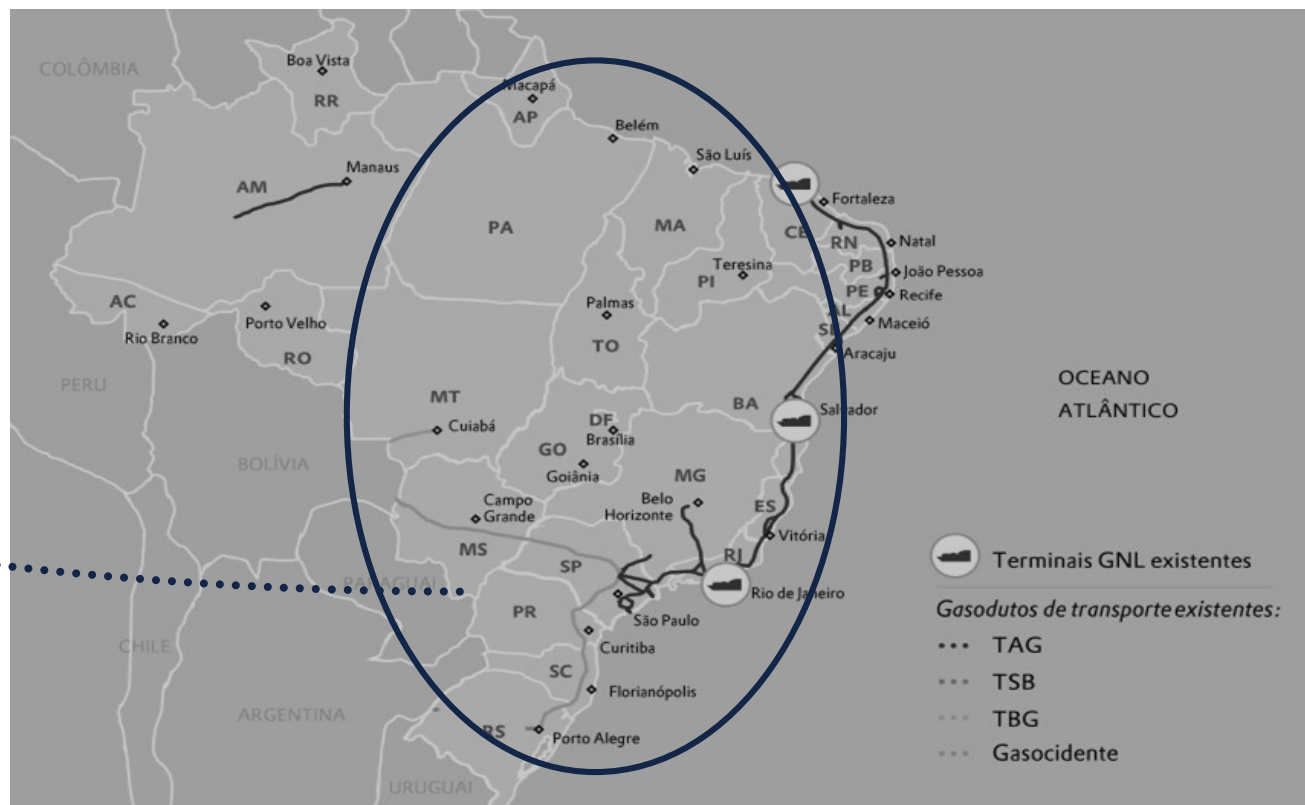 COLÔMBIA
Boa Vista
RR
Macapá
AP
Belém
São Luís
Manaus
AM
Fortaleza
PA
MA
CE
RN
Natal
Teresina
PI
PB
João Pessoa
PE
Recife
AL
Maceió
SE
Aracaju
AC
Rio Branco
Porto Velho
RO
Palmas
TO
PERU
OCEANO
ATLÂNTICO
MT
Cuiabá
BA
Salvador
DF
Brasília
GO
Goiânia
BOLÍVIA
MG
Belo
Horizonte
Campo
Grande
MS
ES
Vitória
SP
RJ
Rio de Janeiro
PARAGUAI
PR
São Paulo
Curitiba
CHILE
SC
Florianópolis
ARGENTINA
RS
Porto Alegre
URUGUAI
Terminais GNL existentes
Gasodutos de transporte existentes:
TAG
TSB
TBG
Gasocidente